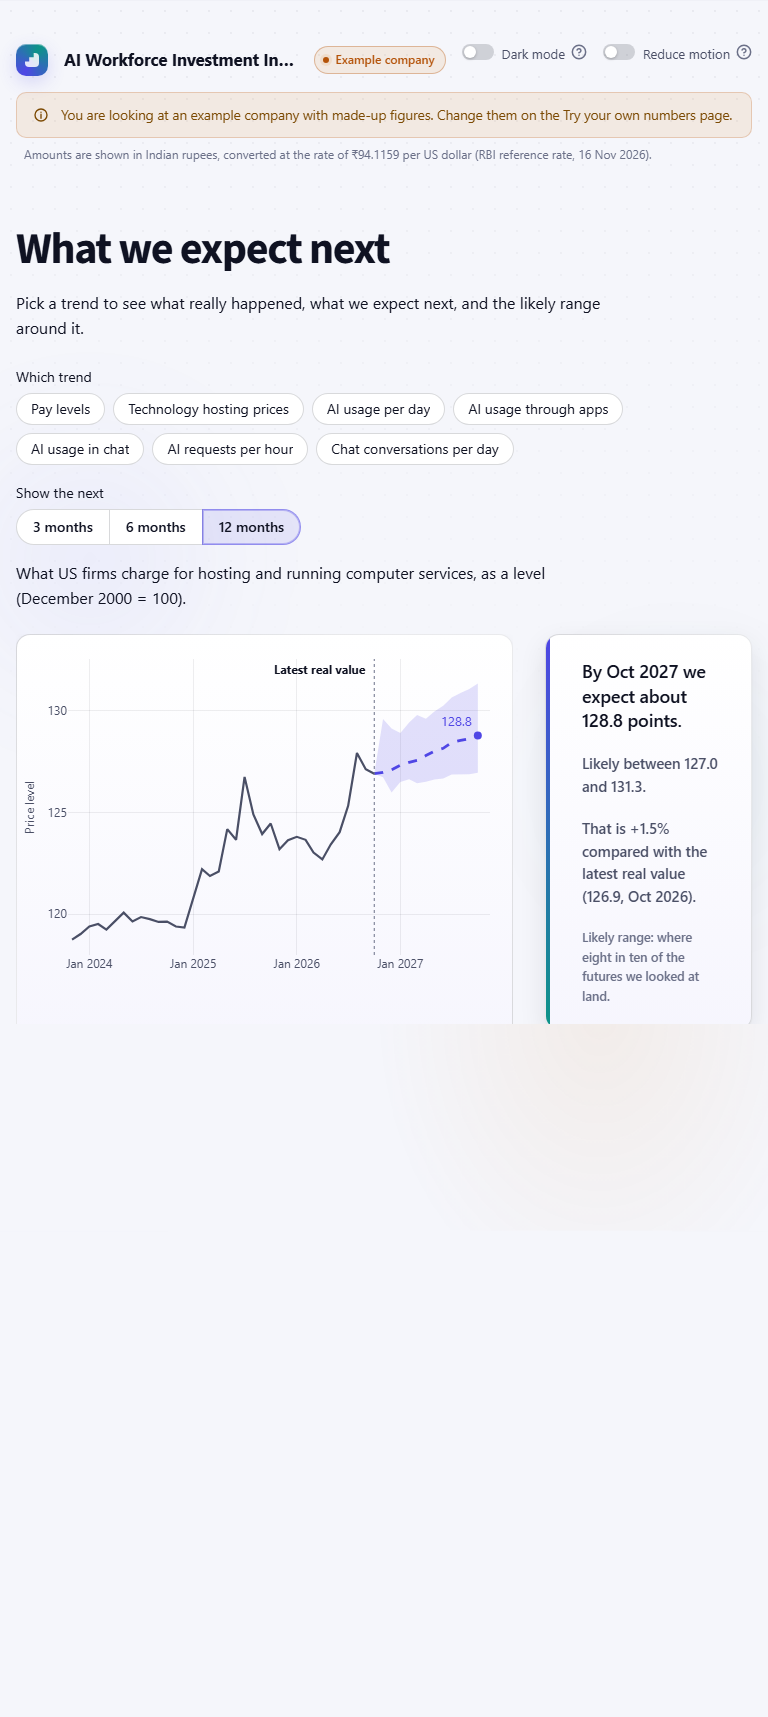 AI Workforce Investment In...
Example company
Dark mode
Reduce motion
You are looking at an example company with made-up figures. Change them on the Try your own numbers page.
Amounts are shown in Indian rupees, converted at the rate of ₹94.1159 per US dollar (RBI reference rate, 16 Nov 2026).
What we expect next
Pick a trend to see what really happened, what we expect next, and the likely range
around it.
Which trend
Pay levels
Technology hosting prices
AI usage per day
AI usage through apps
AI usage in chat
AI requests per hour
Chat conversations per day
Show the next
3 months
6 months
12 months
What US firms charge for hosting and running computer services, as a level
(December 2000 = 100).
Latest real value
130
125
120
Price level
128.8
Jan 2024
Jan 2025
Jan 2026
Jan 2027
By Oct 2027 we
expect about
128.8 points.
Likely between 127.0
and 131.3.
That is +1.5%
compared with the
latest real value
(126.9, Oct 2026).
Likely range: where
eight in ten of the
futures we looked at
land.